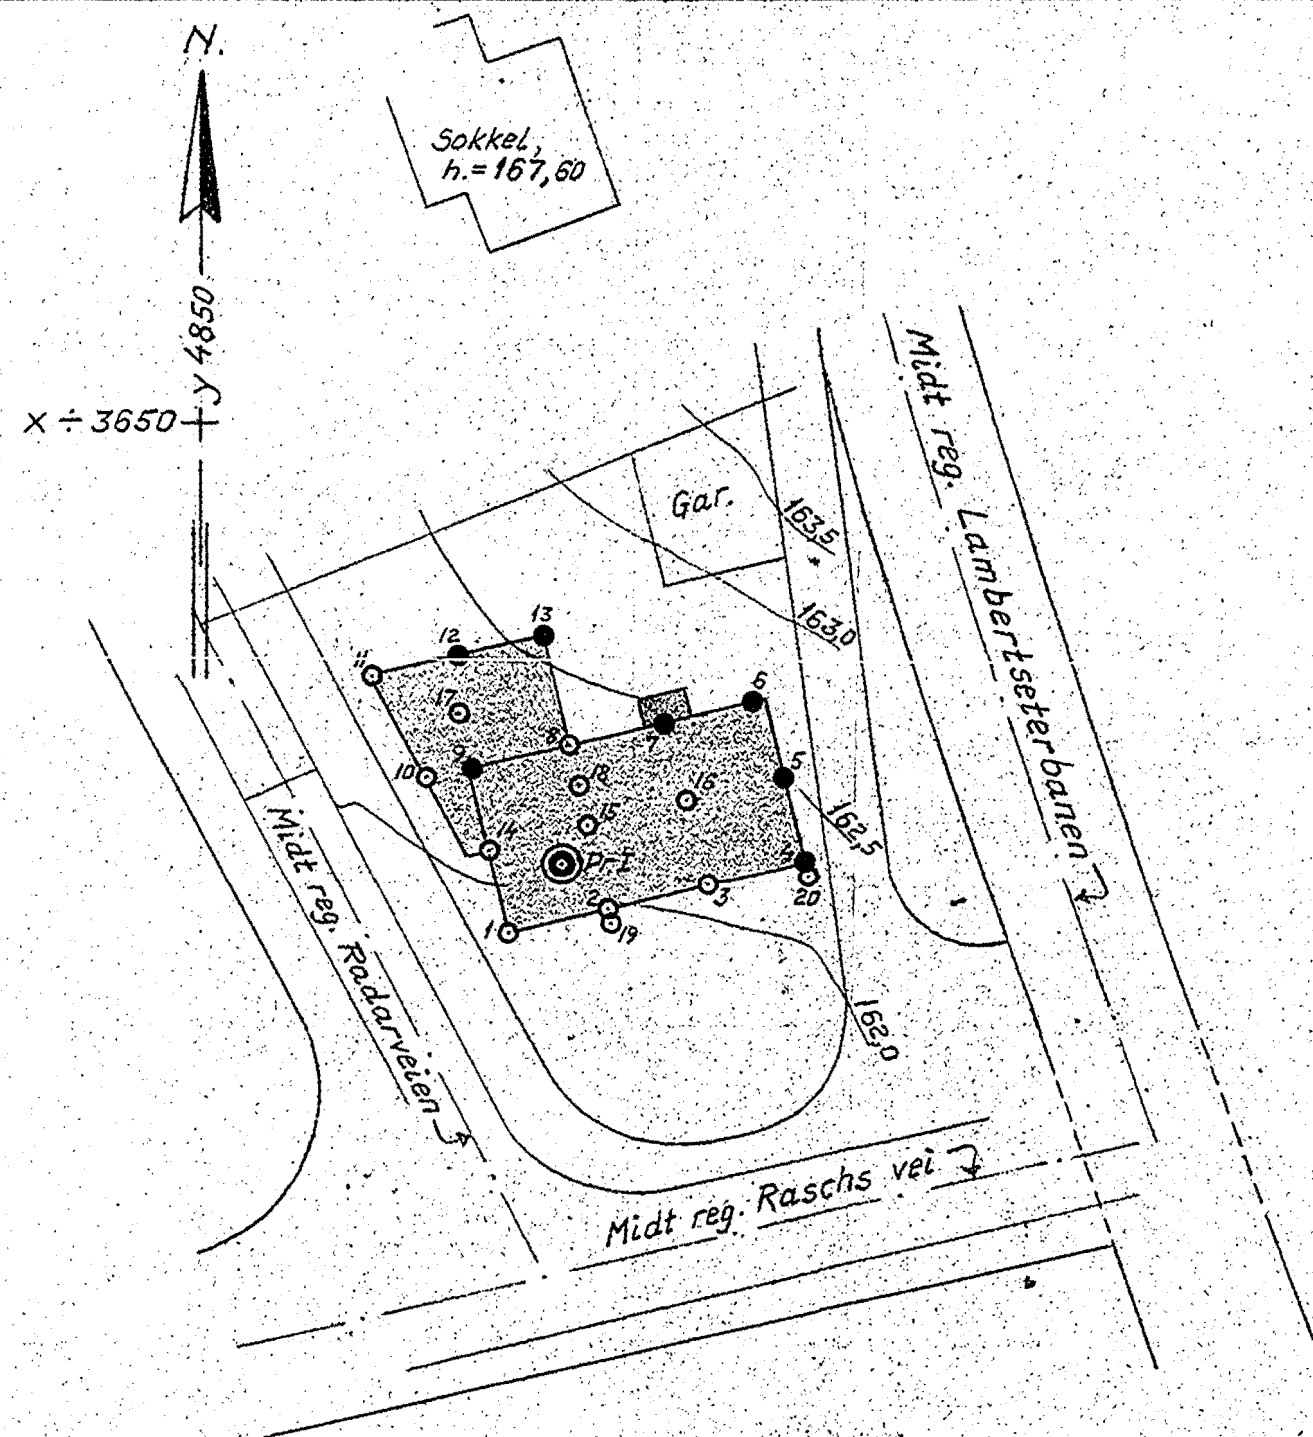 N.
Sokkel,
h.=167,60
y 4850
x ÷ 3650
Gar.
163,5
163,0
Midt reg. Lambertseterbanen
13
12
11
6
17
8
7
9
5
10
18
16
15
162,5
14
Pr-I
4
20
3
2
1
19
Midt reg. Radarveien
162,0
Midt reg. Raschs vei